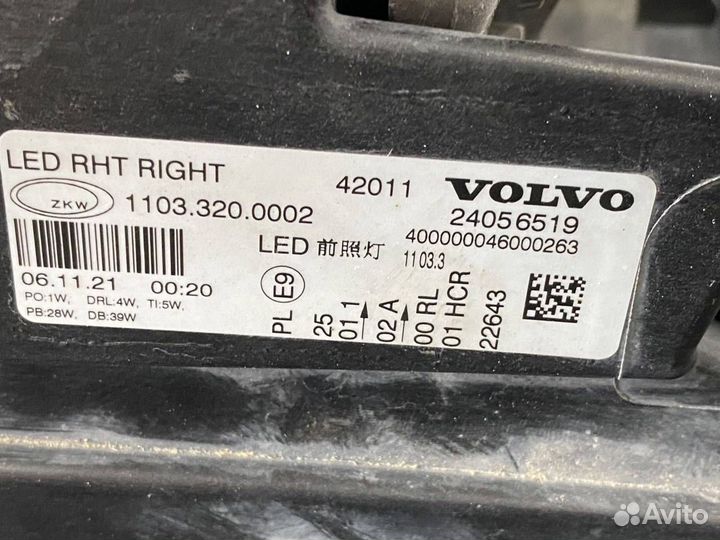 LED RHT RIGHT 42011 VOLVO
ZKW 1103.320.0002 24056519
LED 前照灯 400000046000263
1103.3
06.11.21 00:20
PO:1W, DRL:4W, TI:5W,
PB:28W, DB:39W
PL E9
25
01 1
02 A
00 RL
01 HCR
22643
Avito